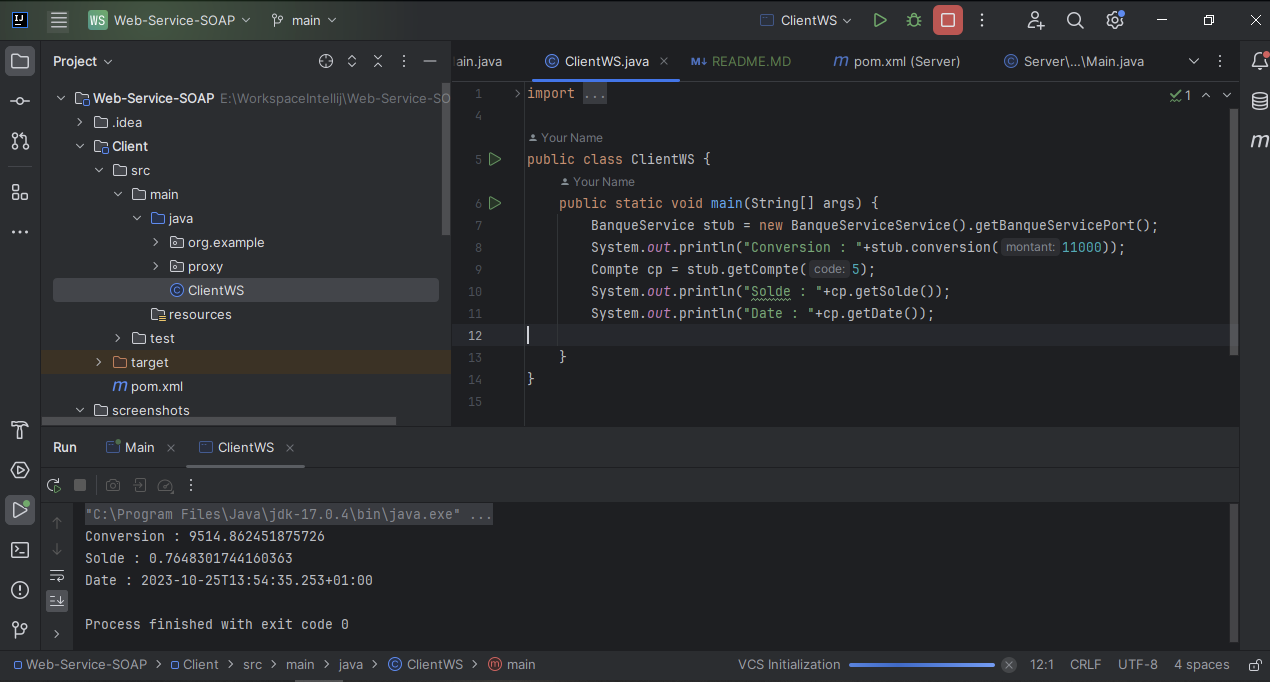 WS Web-Service-SOAP main ClientWS
Project
Web-Service-SOAP E:\WorkspaceIntellij\Web-Service-SO
.idea
Client
src
main
java
org.example
proxy
ClientWS
resources
test
target
m pom.xml
screenshots
ain.java ClientWS.java M↓ README.MD m pom.xml (Server) Server\...\Main.java
1 import ...
1
4
Your Name
5 public class ClientWS {
Your Name
6 public static void main(String[] args) {
7 BanqueService stub = new BanqueServiceService().getBanqueServicePort();
8 System.out.println("Conversion : "+stub.conversion( montant: 11000));
9 Compte cp = stub.getCompte( code: 5);
10 System.out.println("Solde : "+cp.getSolde());
11 System.out.println("Date : "+cp.getDate());
12
13 }
14 }
15
Run Main ClientWS
"C:\Program Files\Java\jdk-17.0.4\bin\java.exe" ...
Conversion : 9514.862451875726
Solde : 0.7648301744160363
Date : 2023-10-25T13:54:35.253+01:00
Process finished with exit code 0
Web-Service-SOAP > Client > src > main > java > ClientWS > main VCS Initialization 12:1 CRLF UTF-8 4 spaces